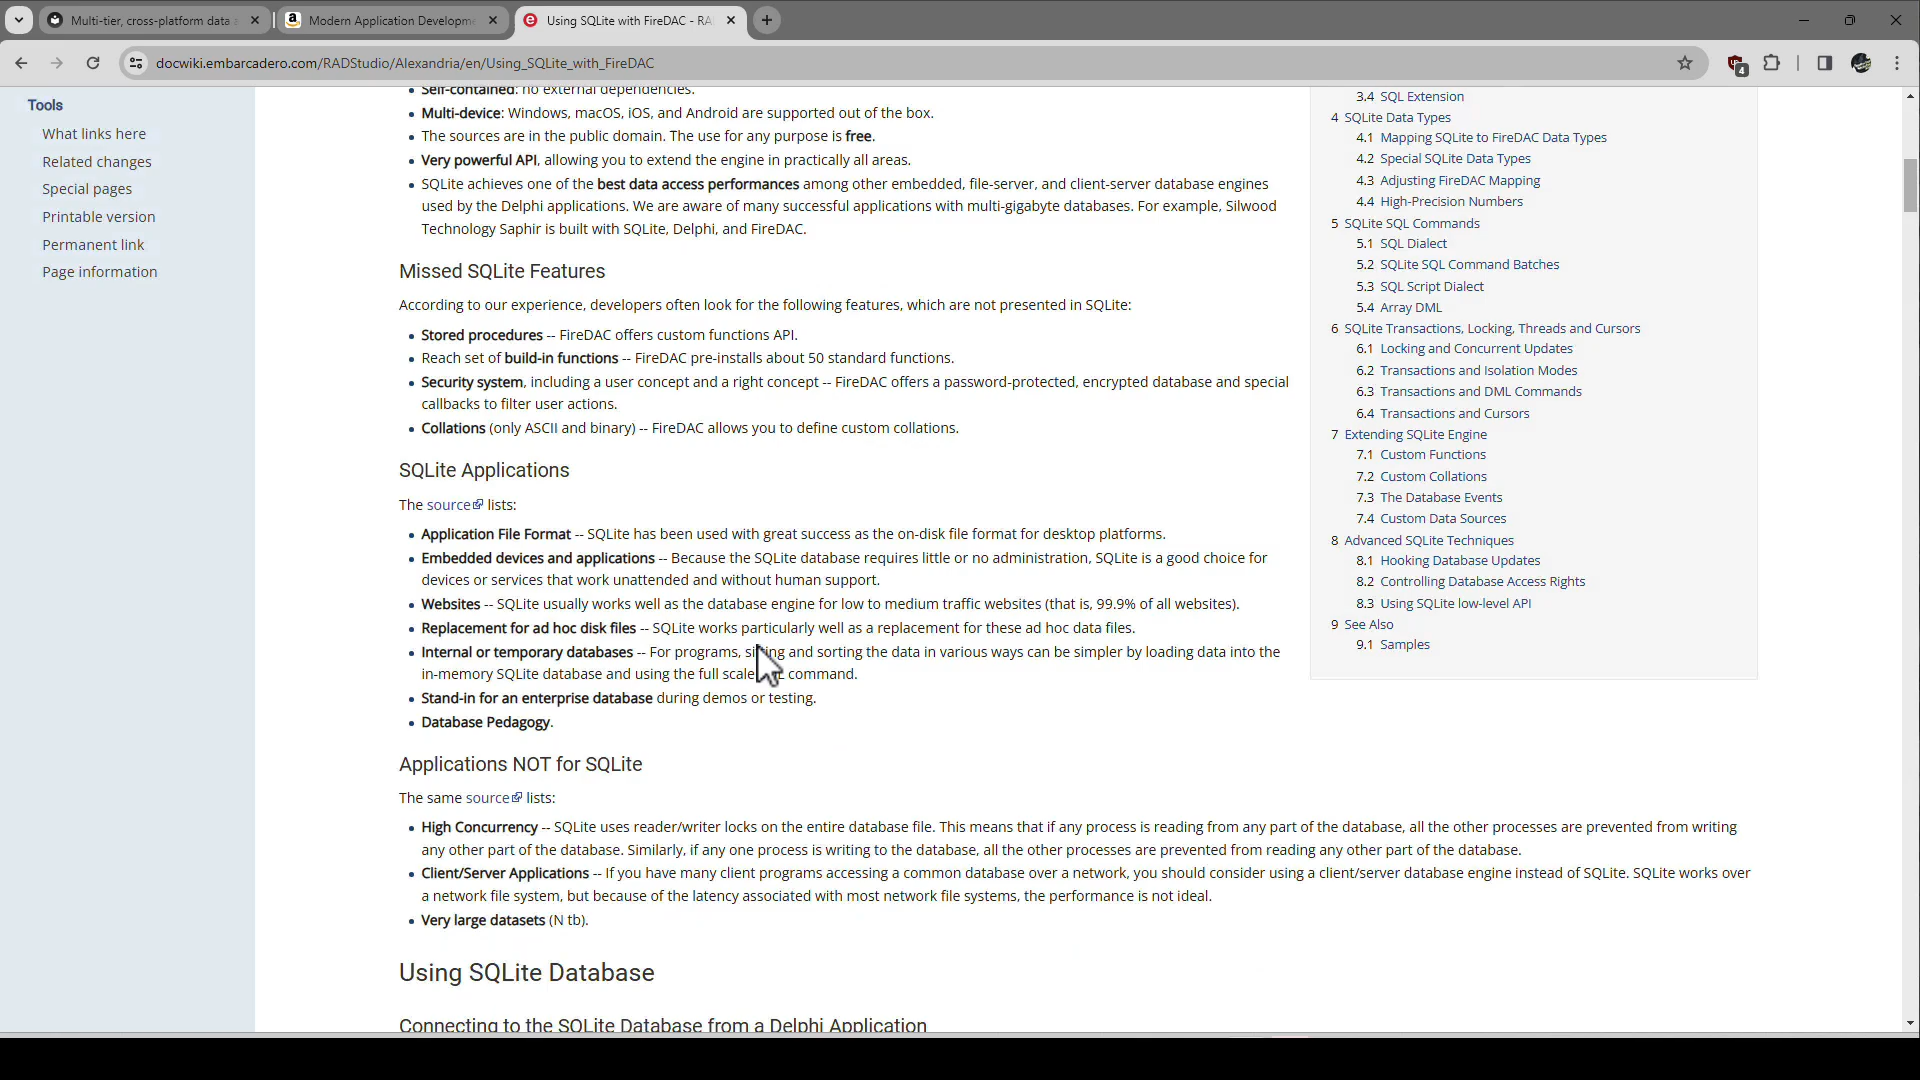 Multi-tier, cross-platform data
Modern Application Developm
Using SQLite with FireDAC - RA
docwiki.embarcadero.com/RADStudio/Alexandria/en/Using_SQLite_with_FireDAC
4
Tools
What links here
Related changes
Special pages
Printable version
Permanent link
Page information
Self-contained: no external dependencies.
Multi-device: Windows, macOS, iOS, and Android are supported out of the box.
The sources are in the public domain. The use for any purpose is free.
Very powerful API, allowing you to extend the engine in practically all areas.
SQLite achieves one of the best data access performances among other embedded, file-server, and client-server database engines
used by the Delphi applications. We are aware of many successful applications with multi-gigabyte databases. For example, Silwood
Technology Saphir is built with SQLite, Delphi, and FireDAC.
Missed SQLite Features
According to our experience, developers often look for the following features, which are not presented in SQLite:
Stored procedures -- FireDAC offers custom functions API.
Reach set of build-in functions -- FireDAC pre-installs about 50 standard functions.
Security system, including a user concept and a right concept -- FireDAC offers a password-protected, encrypted database and special
callbacks to filter user actions.
Collations (only ASCII and binary) -- FireDAC allows you to define custom collations.
SQLite Applications
The source lists:
Application File Format -- SQLite has been used with great success as the on-disk file format for desktop platforms.
Embedded devices and applications -- Because the SQLite database requires little or no administration, SQLite is a good choice for
devices or services that work unattended and without human support.
Websites -- SQLite usually works well as the database engine for low to medium traffic websites (that is, 99.9% of all websites).
Replacement for ad hoc disk files -- SQLite works particularly well as a replacement for these ad hoc data files.
Internal or temporary databases -- For programs, and sorting the data in various ways can be simpler by loading data into the
in-memory SQLite database and using the full scale command.
Stand-in for an enterprise database during demos or testing.
Database Pedagogy.
Applications NOT for SQLite
The same source lists:
High Concurrency -- SQLite uses reader/writer locks on the entire database file. This means that if any process is reading from any part of the database, all the other processes are prevented from writing
any other part of the database. Similarly, if any one process is writing to the database, all the other processes are prevented from reading any other part of the database.
Client/Server Applications -- If you have many client programs accessing a common database over a network, you should consider using a client/server database engine instead of SQLite. SQLite works over
a network file system, but because of the latency associated with most network file systems, the performance is not ideal.
Very large datasets (N tb).
Using SQLite Database
Connecting to the SQLite Database from a Delphi Application
3.4 SQL Extension
4 SQLite Data Types
4.1 Mapping SQLite to FireDAC Data Types
4.2 Special SQLite Data Types
4.3 Adjusting FireDAC Mapping
4.4 High-Precision Numbers
5 SQLite SQL Commands
5.1 SQL Dialect
5.2 SQLite SQL Command Batches
5.3 SQL Script Dialect
5.4 Array DML
6 SQLite Transactions, Locking, Threads and Cursors
6.1 Locking and Concurrent Updates
6.2 Transactions and Isolation Modes
6.3 Transactions and DML Commands
6.4 Transactions and Cursors
7 Extending SQLite Engine
7.1 Custom Functions
7.2 Custom Collations
7.3 The Database Events
7.4 Custom Data Sources
8 Advanced SQLite Techniques
8.1 Hooking Database Updates
8.2 Controlling Database Access Rights
8.3 Using SQLite low-level API
9 See Also
9.1 Samples